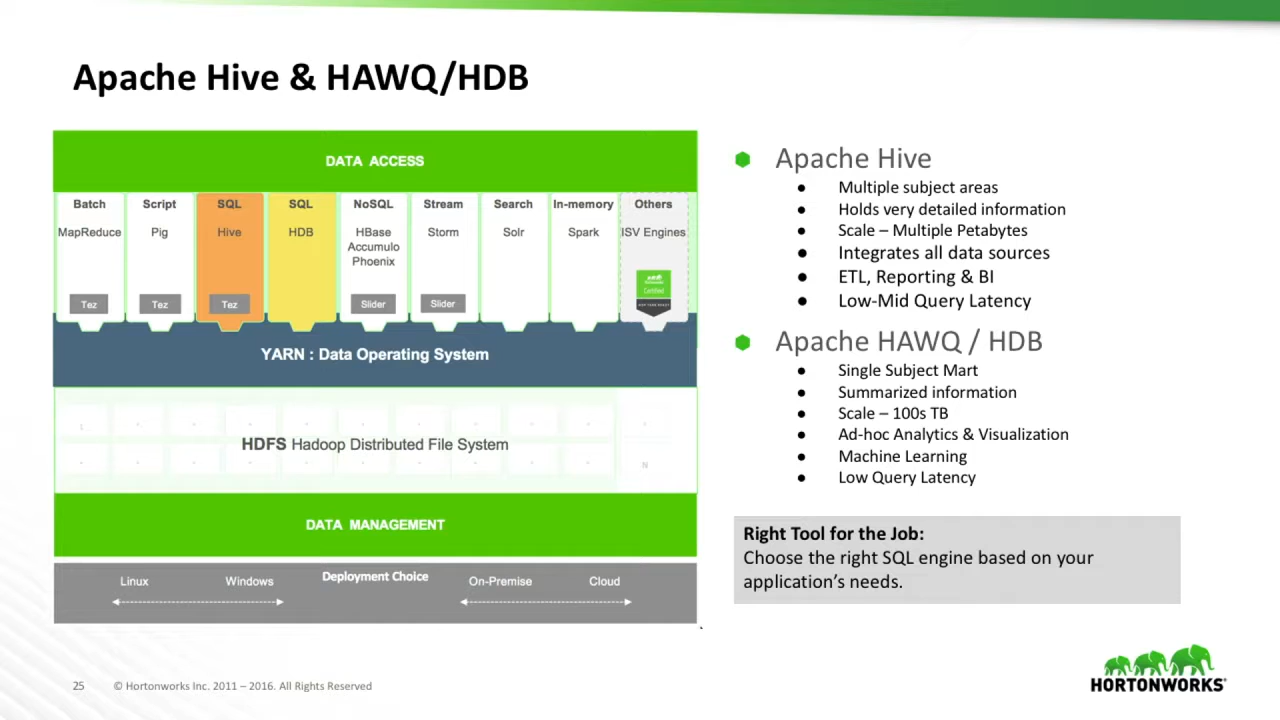 Apache Hive & HAWQ/HDB
DATA ACCESS
Batch
MapReduce
Tez
Script
Pig
Tez
SQL
Hive
Tez
SQL
HDB
NoSQL
HBase
Accumulo
Phoenix
Slider
Stream
Storm
Slider
Search
Solr
In-memory
Spark
Others
ISV Engines
Certified
YARN : Data Operating System
1
HDFS Hadoop Distributed File System
N
DATA MANAGEMENT
Deployment Choice
Linux Windows On-Premise Cloud
Apache Hive
● Multiple subject areas
● Holds very detailed information
● Scale – Multiple Petabytes
● Integrates all data sources
● ETL, Reporting & BI
● Low-Mid Query Latency
Apache HAWQ / HDB
● Single Subject Mart
● Summarized information
● Scale – 100s TB
● Ad-hoc Analytics & Visualization
● Machine Learning
● Low Query Latency
Right Tool for the Job:
Choose the right SQL engine based on your
application’s needs.
25 © Hortonworks Inc. 2011 – 2016. All Rights Reserved
HORTONWORKS